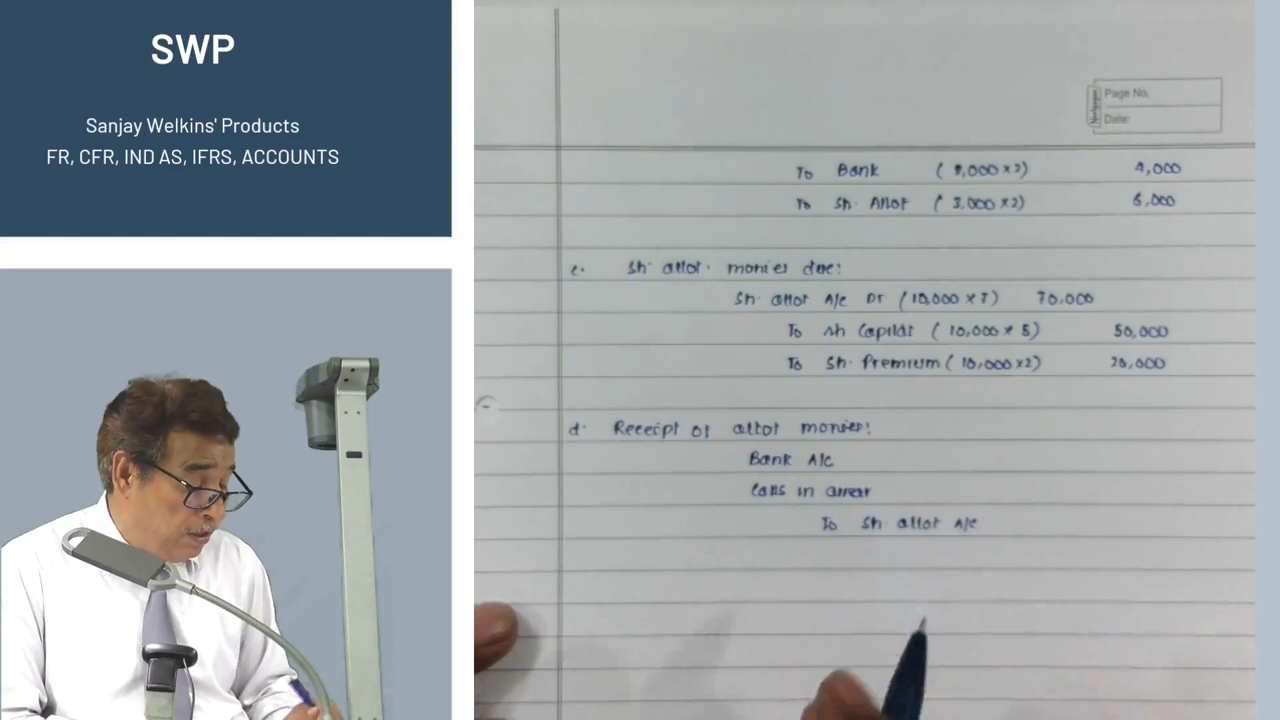 SWP
Sanjay Welkins' Products
FR, CFR, IND AS, IFRS, ACCOUNTS
Page No.
Date:
To Bank (2,000 × 2) 4,000
To Sh. Allot (3,000 × 2) 6,000
c. Sh. allot. monies due:
Sh. allot A/c Dr (10,000 × 7) 70,000
To Sh Capital (10,000 × 5) 50,000
To Sh. Premium (10,000 × 2) 20,000
d. Receipt of allot monies:
Bank A/c
Calls in arrear
To Sh. allot A/c